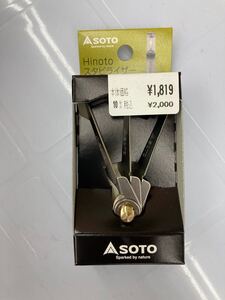 SOTO
Sparked by nature
Hinoto
スタビライザー
本体価格
¥1,819
10% 税込
¥2,000
SOTO
Sparked by nature